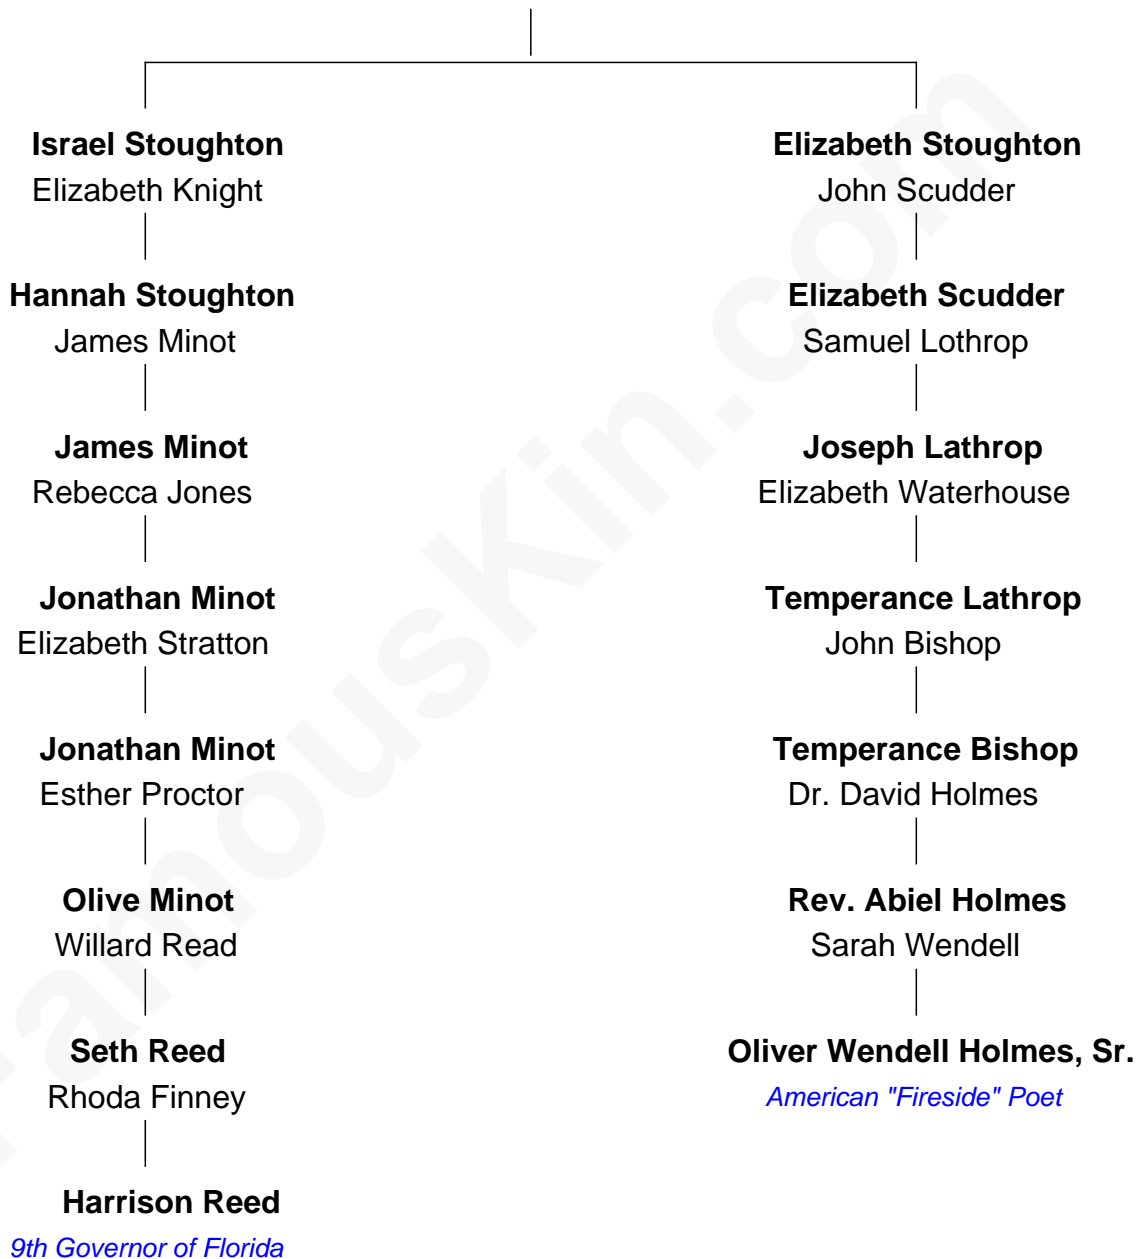 Israel Stoughton
Elizabeth Knight
Hannah Stoughton
James Minot
James Minot
Rebecca Jones
Jonathan Minot
Elizabeth Stratton
Jonathan Minot
Esther Proctor
Olive Minot
Willard Read
Seth Reed
Rhoda Finney
Harrison Reed
9th Governor of Florida
Elizabeth Stoughton
John Scudder
Elizabeth Scudder
Samuel Lothrop
Joseph Lathrop
Elizabeth Waterhouse
Temperance Lathrop
John Bishop
Temperance Bishop
Dr. David Holmes
Rev. Abiel Holmes
Sarah Wendell
Oliver Wendell Holmes, Sr.
American "Fireside" Poet
FamousKin.com